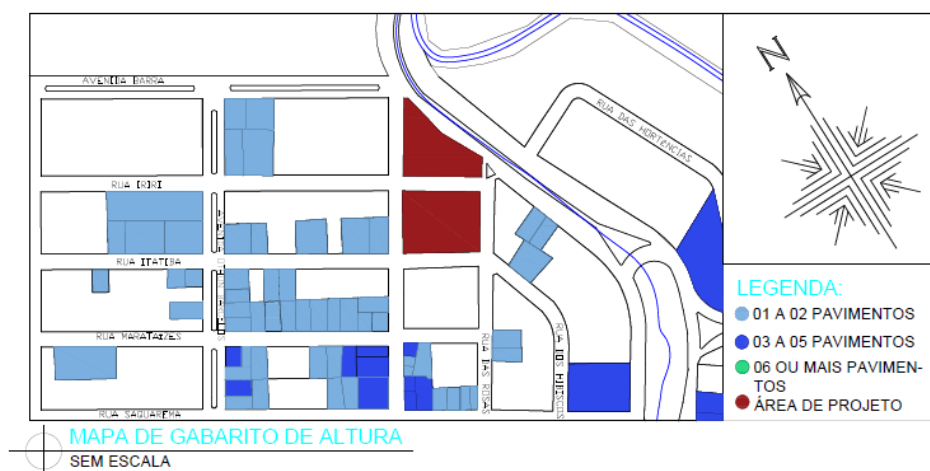 AVENIDA BARRA
RUA DAS HORTÊNCIAS
N
RUA IRIRI
RUA ITATIBA
RUA MARATAIZES
RUA DAS ROSAS
RUA DOS HIBISCOS
RUA SAQUAREMA
LEGENDA:
01 A 02 PAVIMENTOS
03 A 05 PAVIMENTOS
06 OU MAIS PAVIMEN-
TOS
ÁREA DE PROJETO
MAPA DE GABARITO DE ALTURA
SEM ESCALA